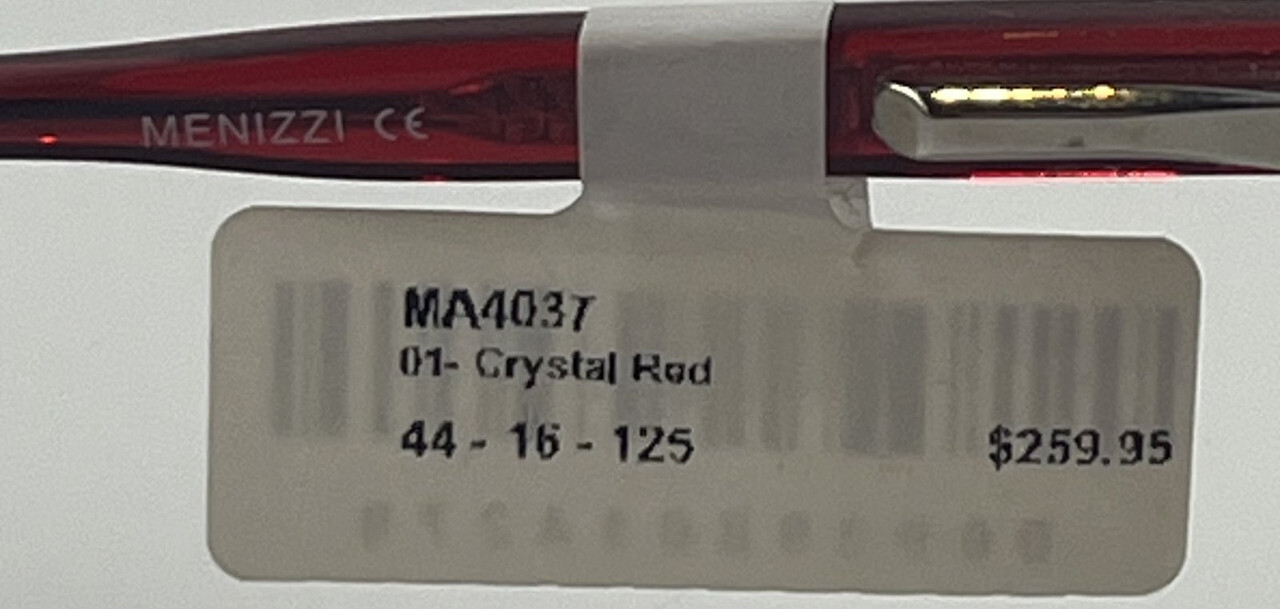 MENIZZI CE
MA4037
01- Crystal Red
44 - 16 - 125
$259.95